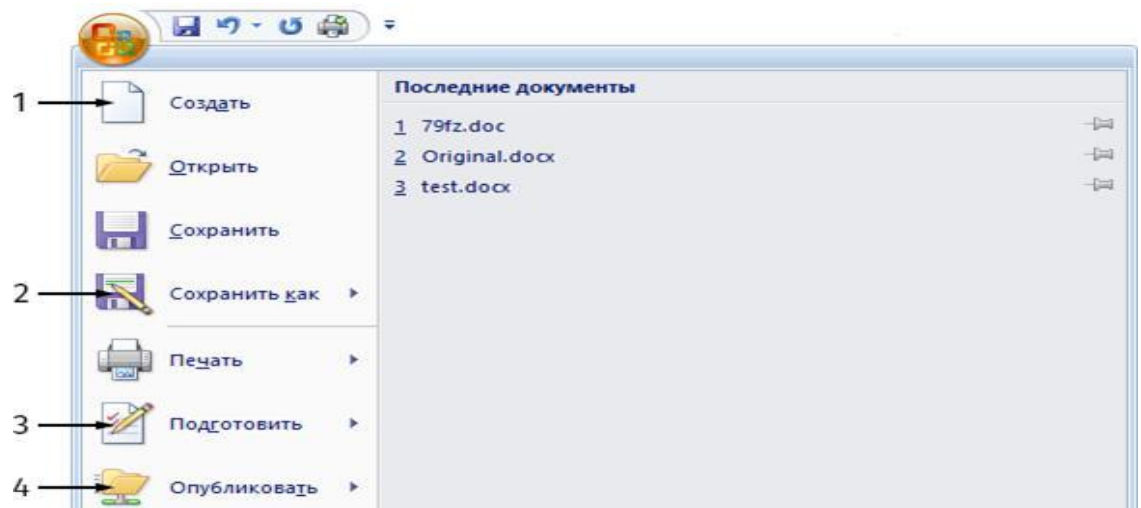 Последние документы
1 Создать
1 79fz.doc
2 Original.docx
Открыть
3 test.docx
Сохранить
2 Сохранить как
Печать
3 Подготовить
4 Опубликовать